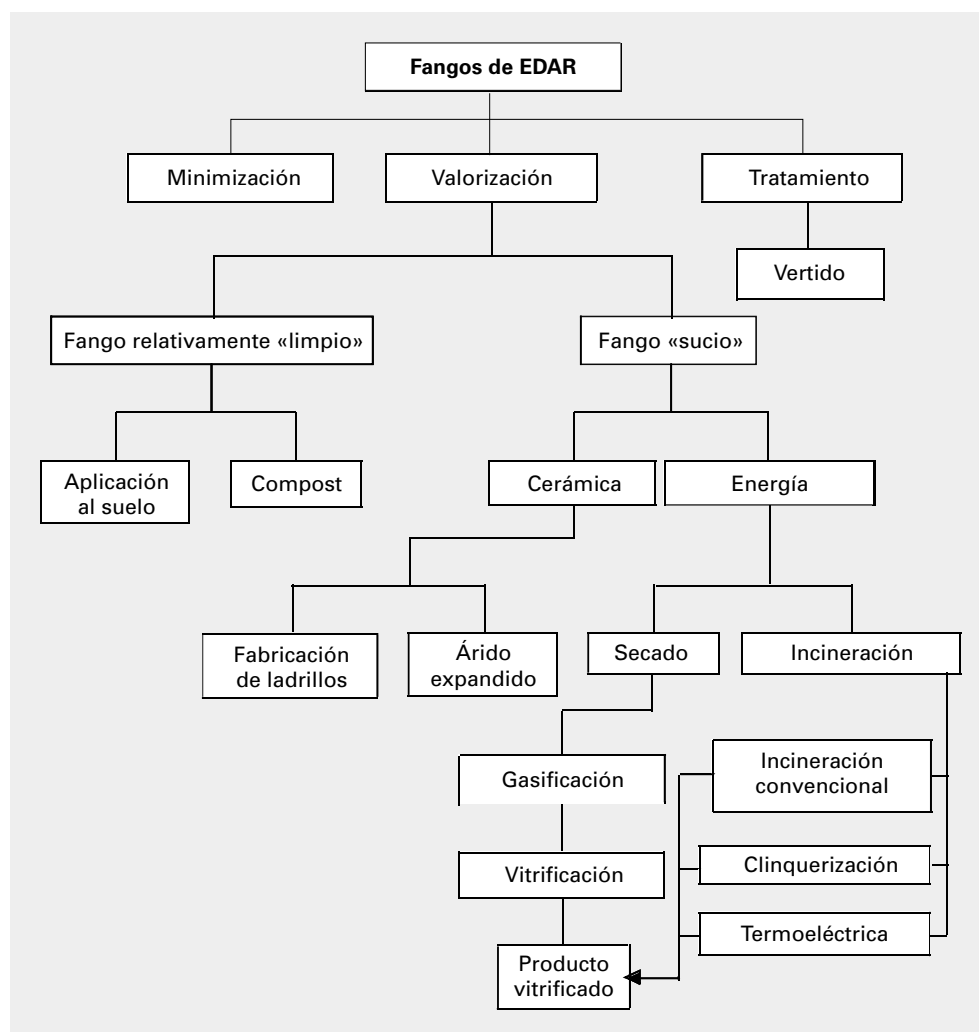 Fangos de EDAR
Minimización
Valorización
Tratamiento
Vertido
Fango relativamente «limpio»
Fango «sucio»
Aplicación
al suelo
Compost
Cerámica
Energía
Fabricación
de ladrillos
Árido
expandido
Secado
Incineración
Gasificación
Incineración
convencional
Vitrificación
Clinquerización
Termoeléctrica
Producto
vitrificado